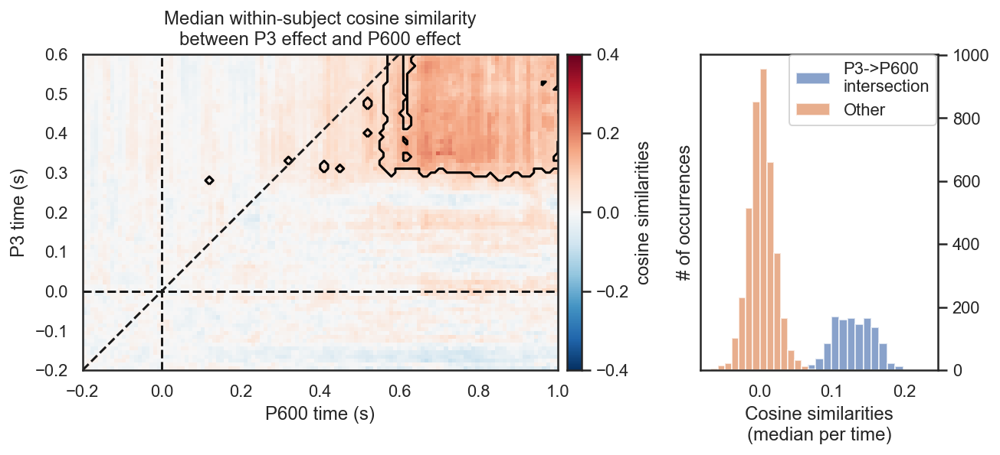 Median within-subject cosine similarity
between P3 effect and P600 effect
P3 time (s)
0.6
0.5
0.4
0.3
0.2
0.1
0.0
−0.1
−0.2
−0.2
0.0
0.2
0.4
0.6
0.8
1.0
P600 time (s)
0.4
0.2
0.0
−0.2
−0.4
cosine similarities
# of occurrences
P3->P600
intersection
Other
1000
800
600
400
200
0
0.0
0.1
0.2
Cosine similarities
(median per time)